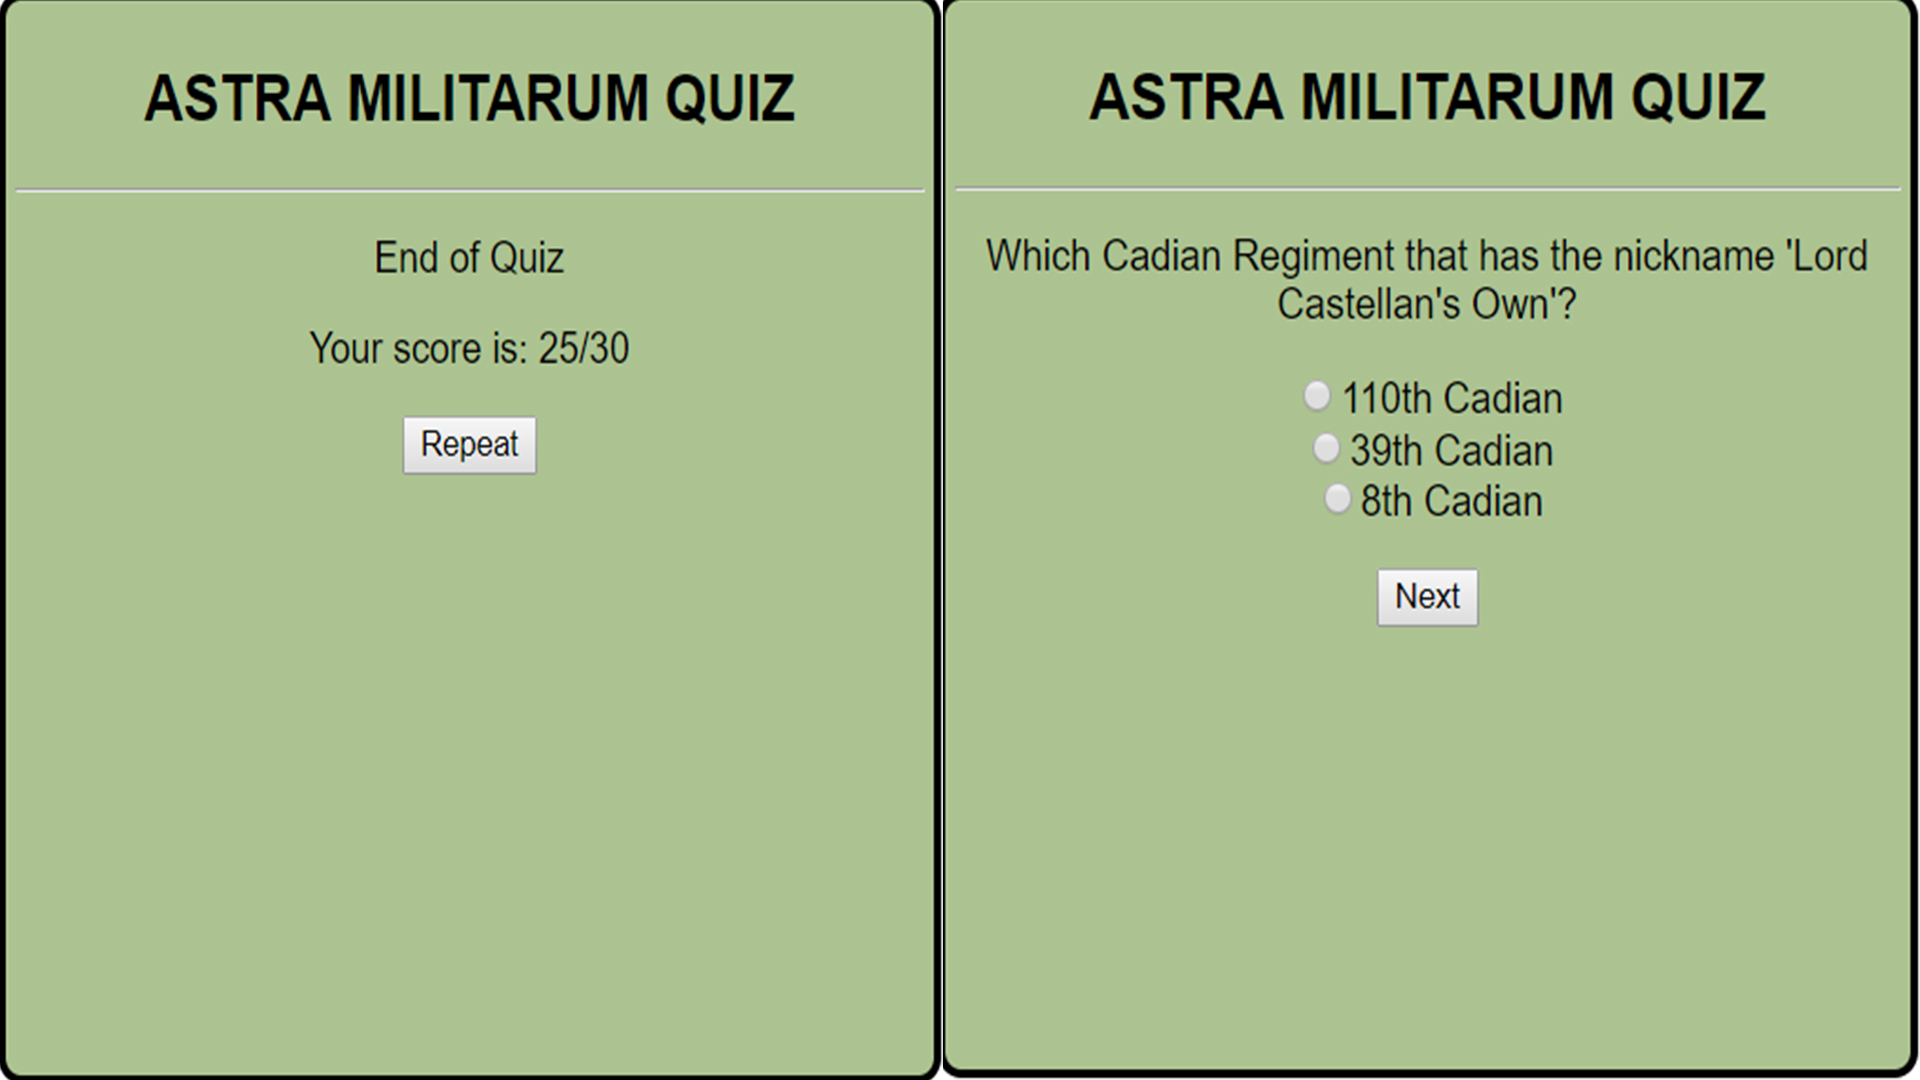 ASTRA MILITARUM QUIZ
End of Quiz
Your score is: 25/30
Repeat
ASTRA MILITARUM QUIZ
Which Cadian Regiment that has the nickname 'Lord
Castellan's Own'?
110th Cadian
39th Cadian
8th Cadian
Next